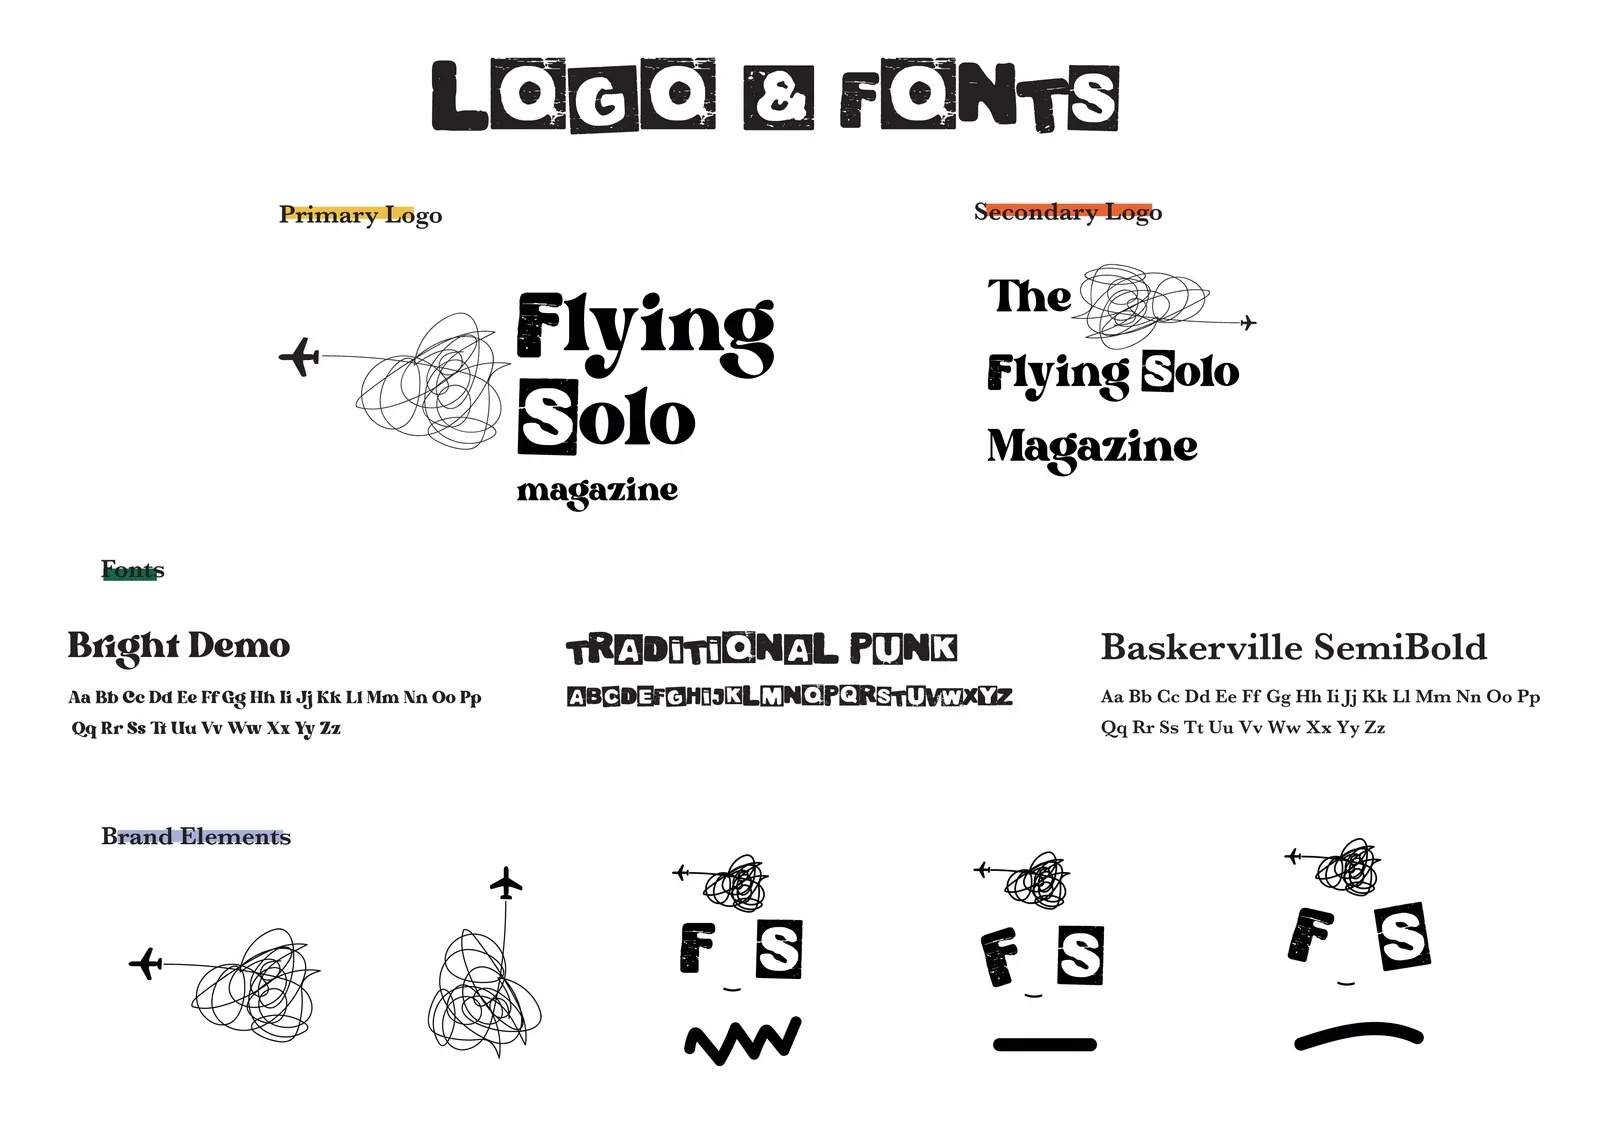 LOGO & FONTS
Primary Logo
Secondary Logo
Flying
Solo
magazine
The
Flying Solo
Magazine
Fonts
Bright Demo
Aa Bb Cc Dd Ee Ff Gg Hh Ii Jj Kk Ll Mm Nn Oo Pp
Qq Rr Ss Tt Uu Vv Ww Xx Yy Zz
TRADiTiONAL PUNK
ABCDEFGHIJKLMNOPQRSTUVWXYZ
Baskerville SemiBold
Aa Bb Cc Dd Ee Ff Gg Hh Ii Jj Kk Ll Mm Nn Oo Pp
Qq Rr Ss Tt Uu Vv Ww Xx Yy Zz
Brand Elements
F S
F S
F S